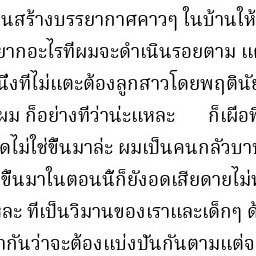 นสร้างบรรยากาศคาวๆ ในบ้านให้
ยากอะไรที่ผมจะดำเนินรอยตาม แต
นึงที่ไม่แตะต้องลูกสาวโดยพฤตินัย
ผม ก็อย่างที่ว่าน่ะแหละ ก็เผือที
ดไม่ใช่ขี้นมาล่ะ ผมเป็นคนกลัวบาป
ขึ้นมาในตอนนี้ก็ยังอดเสียดายไม่ห
ละ ที่เป็นวิมานของเราและเด็กๆ ด้
ากันว่าจะต้องแบ่งปันกันตามแต่จ